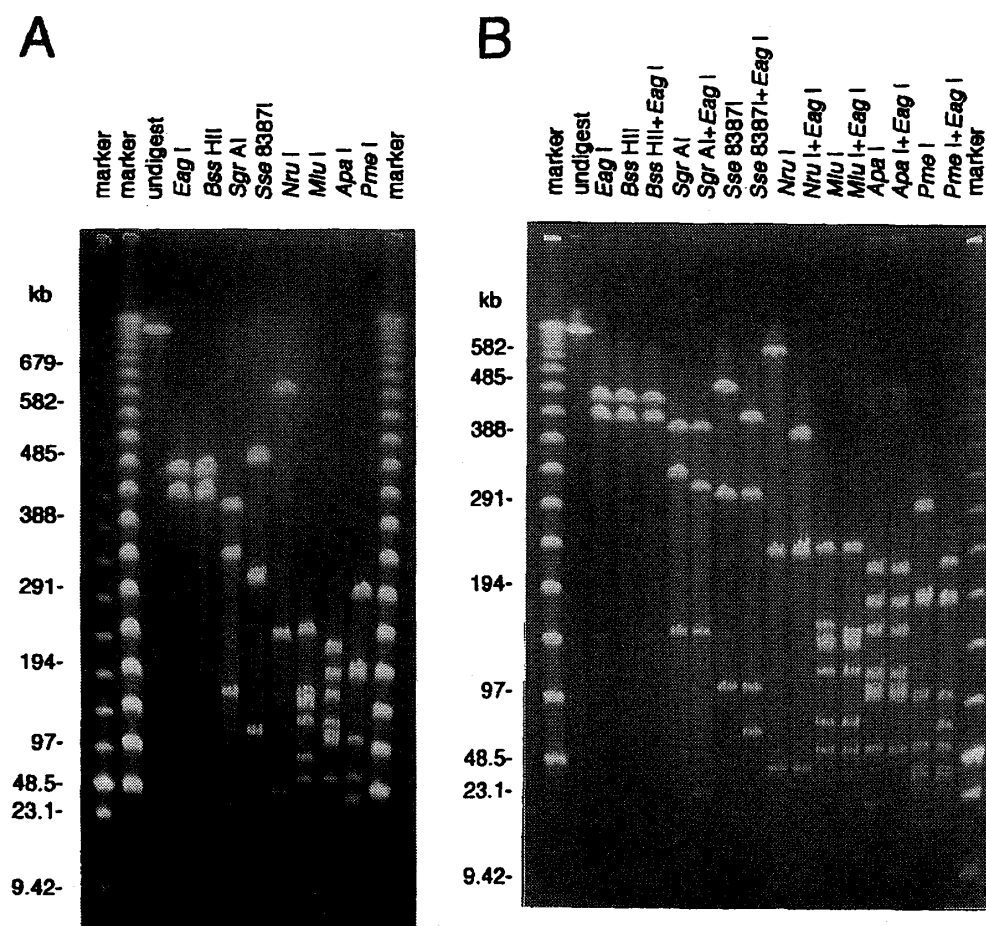 A
marker
marker
undigest
Eag I
Bss HII
Sgr AI
Sse 8387I
Nru I
Mlu I
Apa I
Pme I
marker
kb
679-
582-
485-
388-
291-
194-
97-
48.5-
23.1-
9.42-
B
marker
undigest
Eag I
Bss HII
Bss HII+Eag I
Sgr AI
Sgr AI+Eag I
Sse 8387I
Sse 8387I+Eag I
Nru I
Nru I+Eag I
Mlu I
Mlu I+Eag I
Apa I
Apa I+Eag I
Pme I
Pme I+Eag I
marker
kb
582-
485-
388-
291-
194-
97-
48.5-
23.1-
9.42-